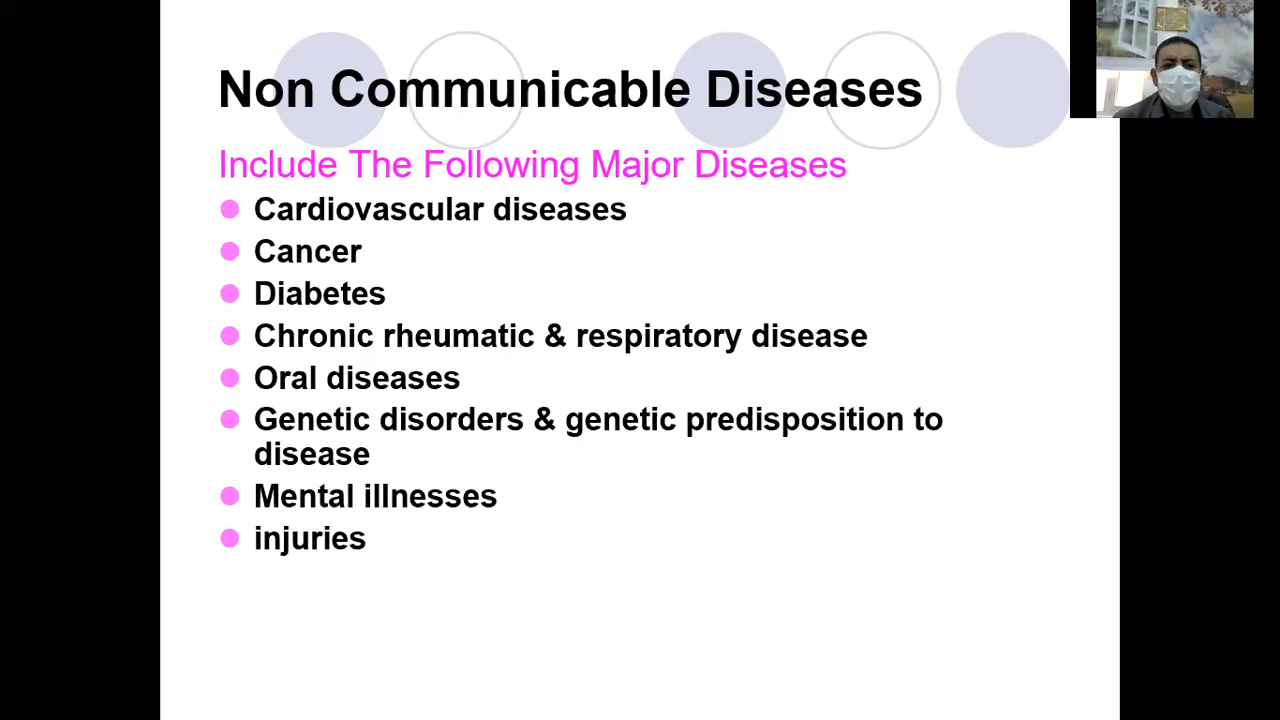 Non Communicable Diseases
Include The Following Major Diseases
Cardiovascular diseases
Cancer
Diabetes
Chronic rheumatic & respiratory disease
Oral diseases
Genetic disorders & genetic predisposition to
disease
Mental illnesses
injuries